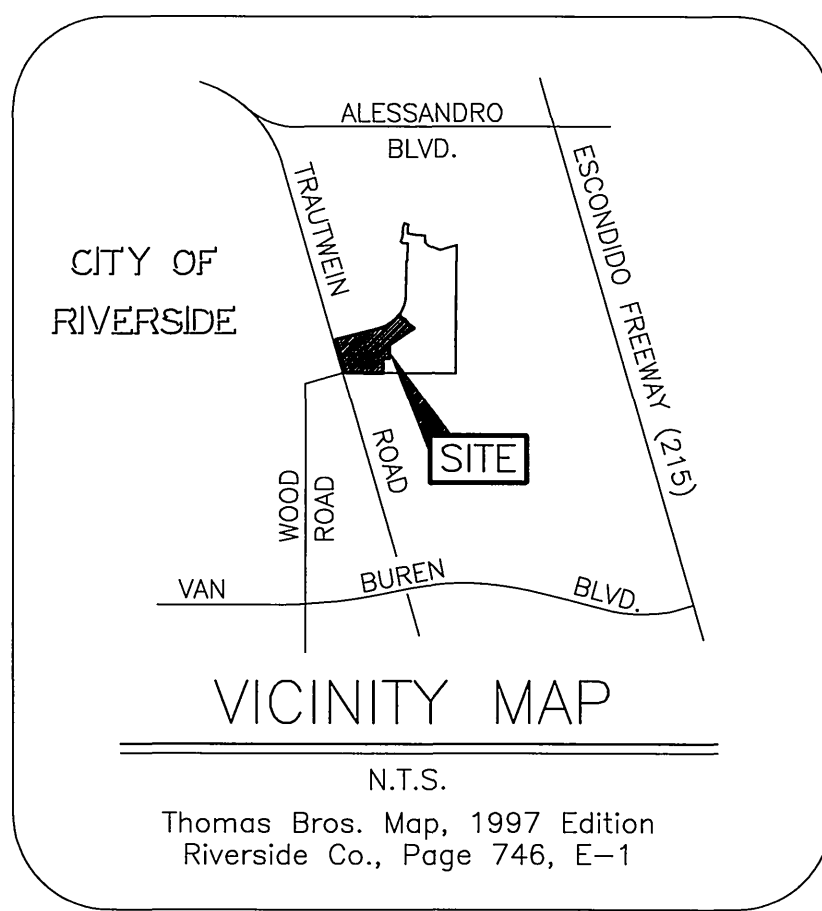 ALESSANDRO
BLVD.
TRAUTWEIN
ESCONDIDO FREEWAY (215)
CITY OF
RIVERSIDE
ROAD
SITE
WOOD
ROAD
VAN
BUREN
BLVD.
VICINITY MAP
N.T.S.
Thomas Bros. Map, 1997 Edition
Riverside Co., Page 746, E-1